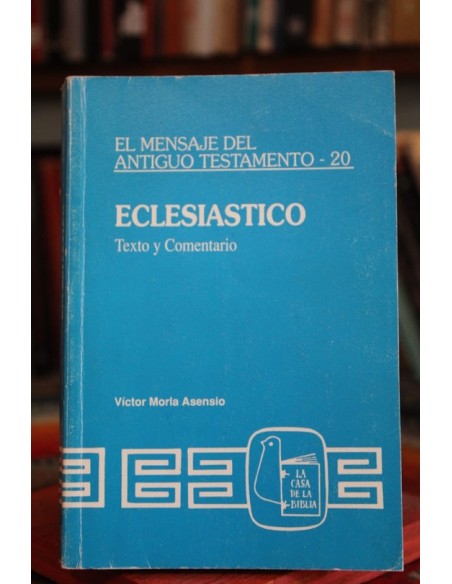 EL MENSAJE DEL
ANTIGUO TESTAMENTO - 20
ECLESIASTICO
Texto y Comentario
Víctor Morla Asensio
LA
CASA
DE LA
BIBLIA